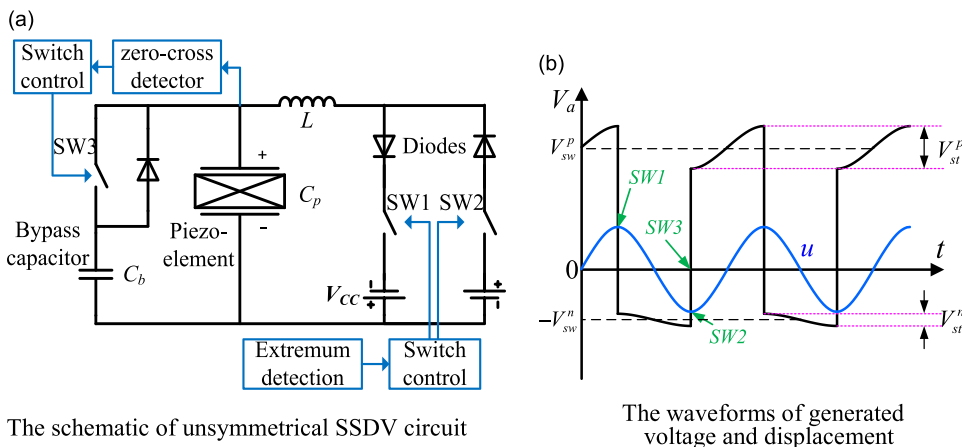 (a)
Switch
control
zero-cross
detector
SW3
L
Diodes
+
C_p
-
Piezo-
element
SW1
SW2
Bypass
capacitor
C_b
V_CC
-
+
+
-
Extremum
detection
Switch
control
The schematic of unsymmetrical SSDV circuit
(b)
V_a
V_sw^p
V_st^p
SW1
SW3
u
t
0
-V_sw^n
SW2
V_st^n
The waveforms of generated
voltage and displacement